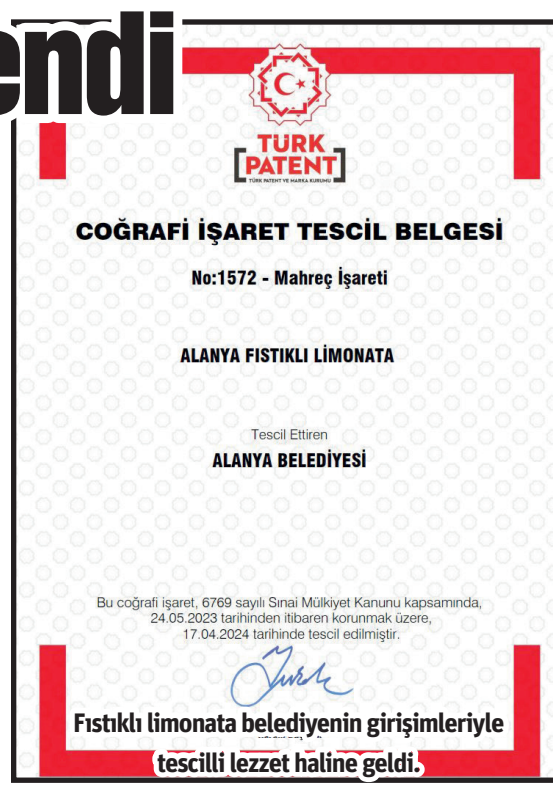 endi
TÜRK
PATENT
TÜRK PATENT VE MARKA KURUMU
COĞRAFİ İŞARET TESCİL BELGESİ
No:1572 - Mahreç İşareti
ALANYA FISTIKLI LİMONATA
Tescil Ettiren
ALANYA BELEDİYESİ
Bu coğrafi işaret, 6769 sayılı Sınai Mülkiyet Kanunu kapsamında,
24.05.2023 tarihinden itibaren korunmak üzere,
17.04.2024 tarihinde tescil edilmiştir.
Fıstıklı limonata belediyenin girişimleriyle
tescilli lezzet haline geldi.